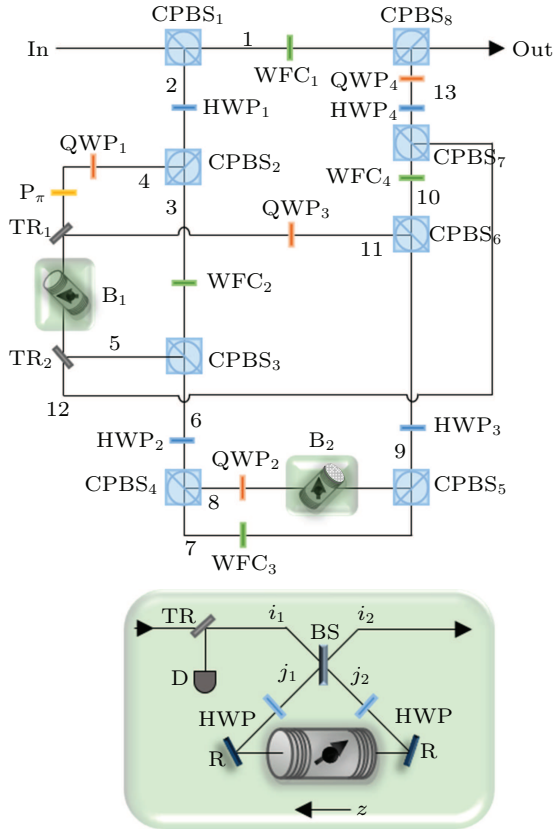 CPBS₁
CPBS₈
In
1
Out
WFC₁
2
QWP₄
13
HWP₁
HWP₄
QWP₁
CPBS₂
CPBS₇
4
WFC₄
Pπ
3
10
QWP₃
TR₁
11
CPBS₆
B₁
WFC₂
TR₂
5
CPBS₃
12
6
HWP₂
B₂
HWP₃
QWP₂
9
CPBS₄
CPBS₅
8
7
WFC₃
TR
i₁
i₂
BS
D
j₁
j₂
HWP
HWP
R
R
z